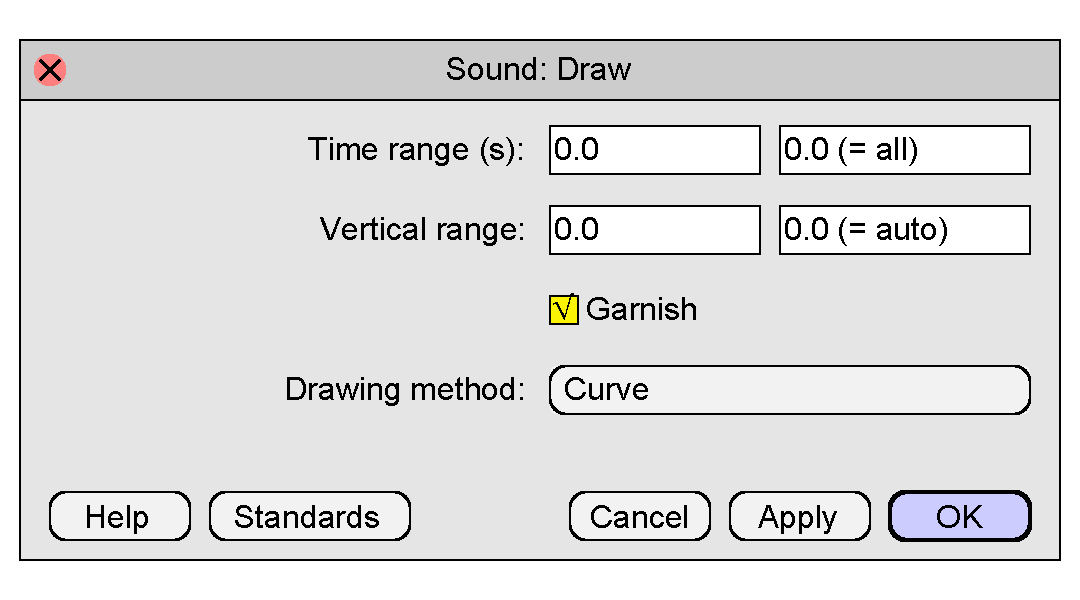 Sound: Draw
Time range (s): 0.0 0.0 (= all)
Vertical range: 0.0 0.0 (= auto)
√ Garnish
Drawing method: Curve
Help Standards Cancel Apply OK